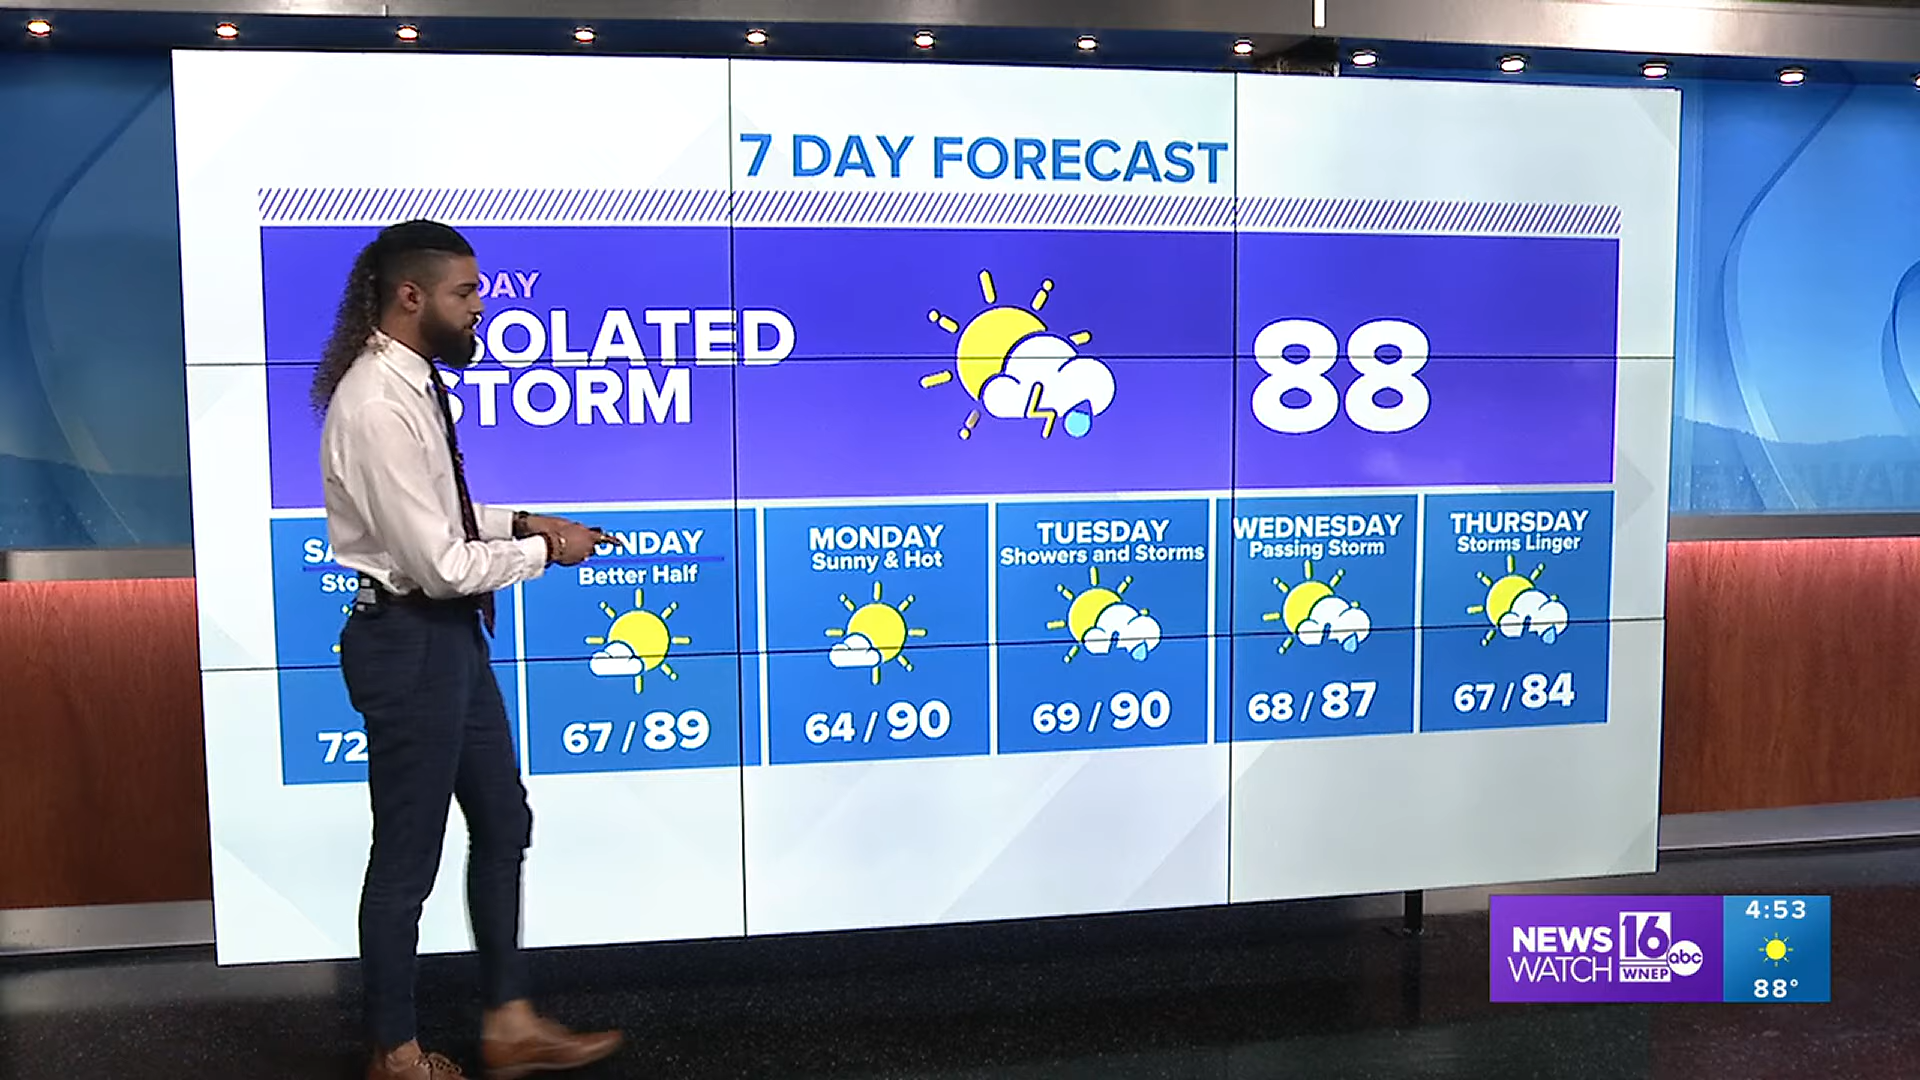 7 DAY FORECAST
DAY
ISOLATED
STORM
88
SUNDAY
Better Half
67/89
MONDAY
Sunny & Hot
64/90
TUESDAY
Showers and Storms
69/90
WEDNESDAY
Passing Storm
68/87
THURSDAY
Storms Linger
67/84
SA
Sto
72
NEWS
WATCH
16
WNEP
abc
4:53
88°